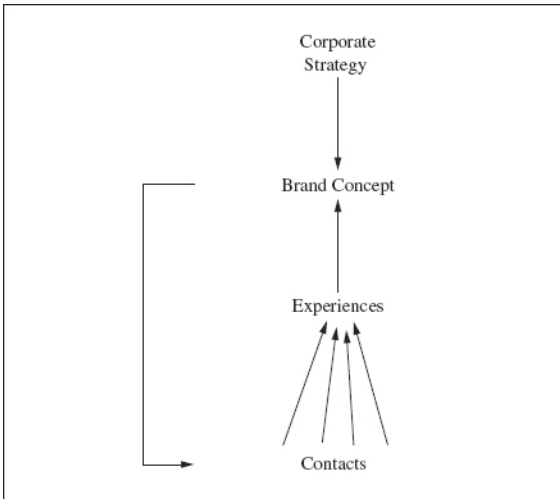 Corporate
Strategy
Brand Concept
Experiences
Contacts